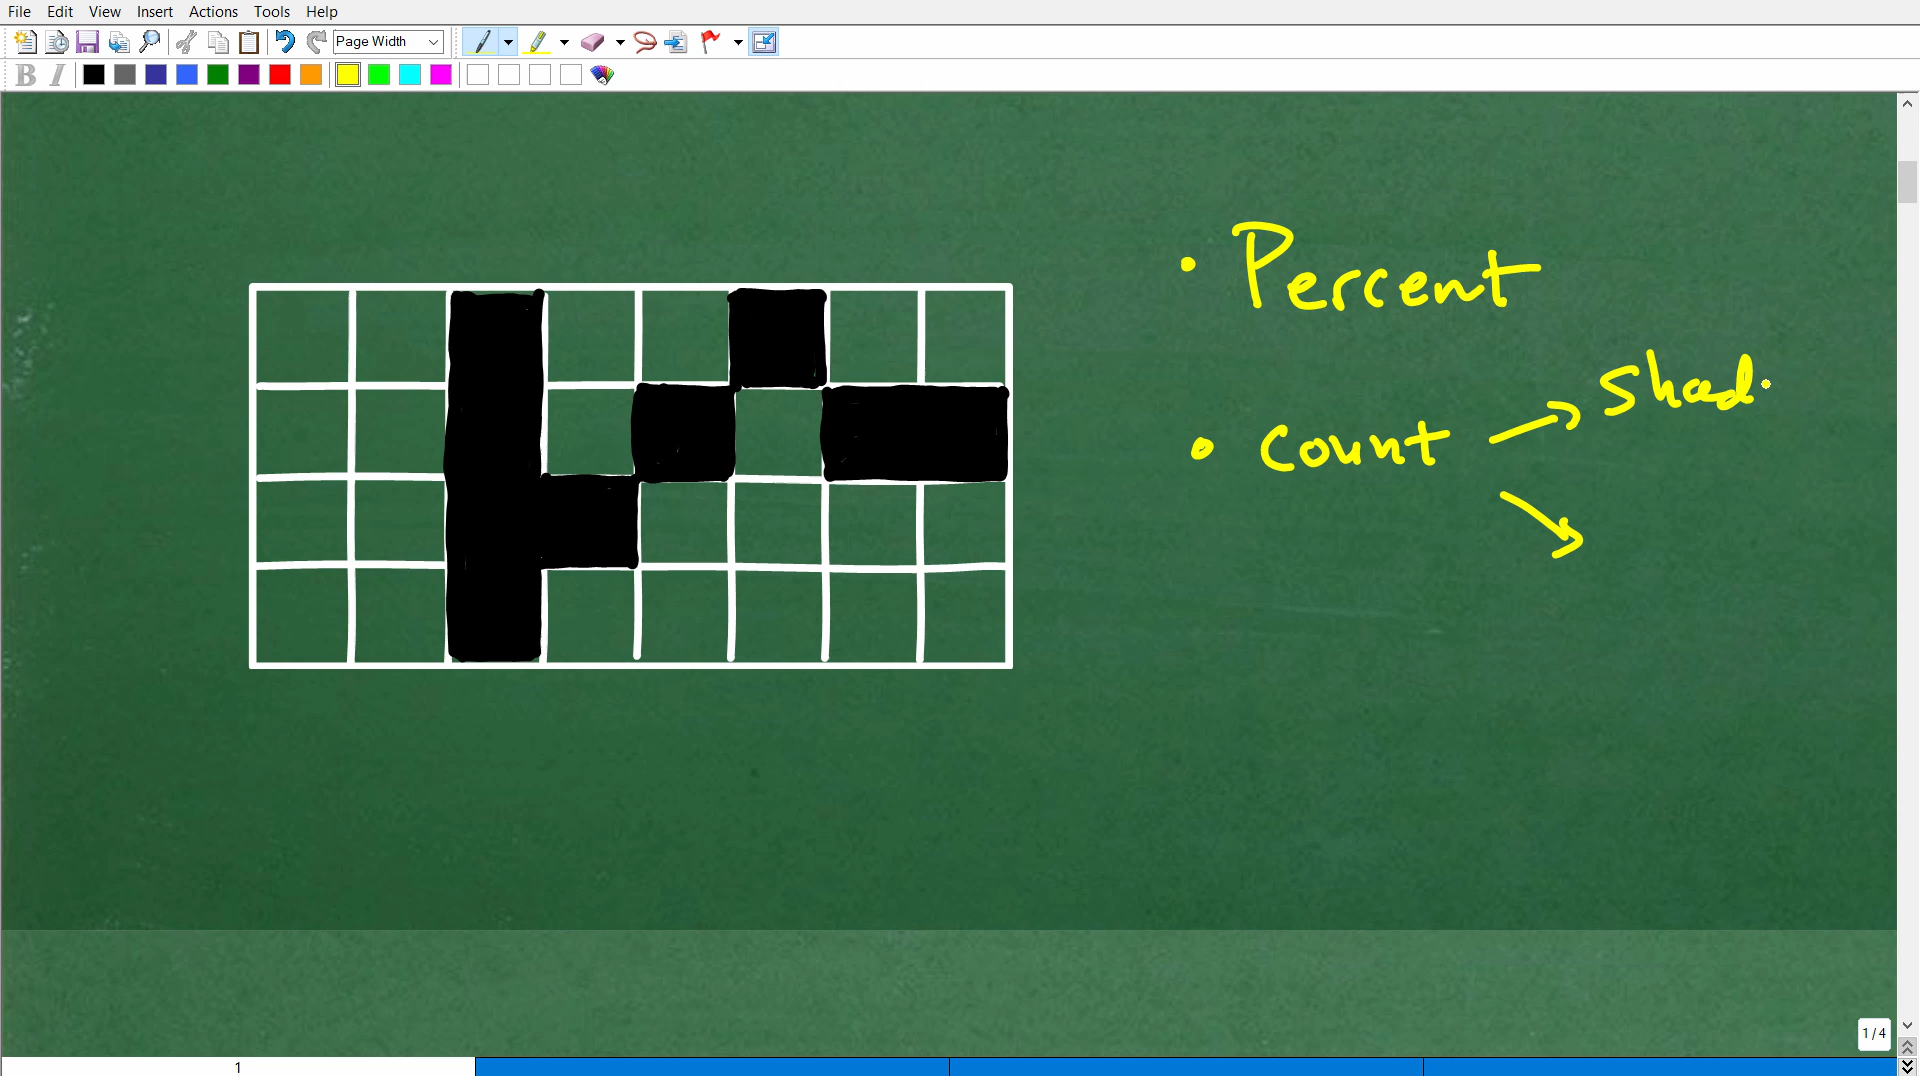 File Edit View Insert Actions Tools Help
Page Width
B I
• Percent
• Count → Shad
1 / 4
1